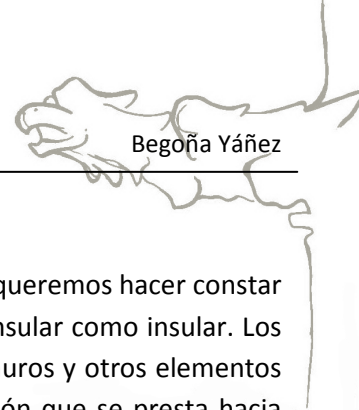 Begoña Yáñez
queremos hacer constar
nsular como insular. Los
uros y otros elementos
ón que se presta hacia